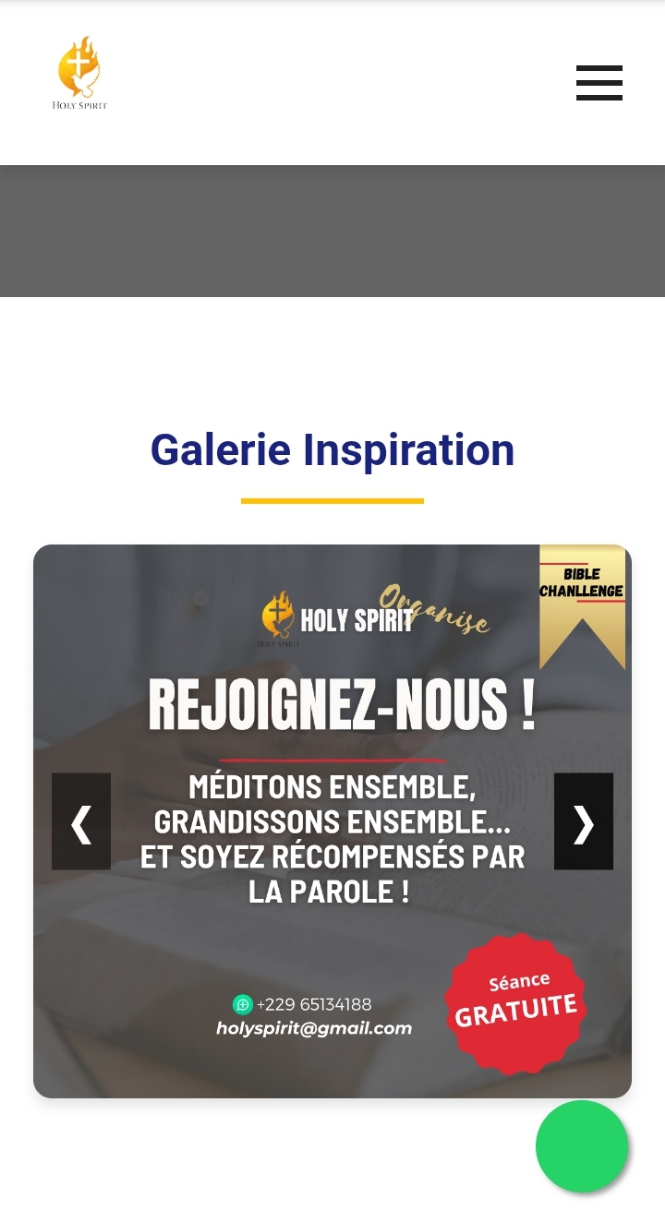 HOLY SPIRIT
Galerie Inspiration
BIBLE
CHANLLENGE
Organise
HOLY SPIRIT
HOLY SPIRIT
REJOIGNEZ-NOUS !
MÉDITONS ENSEMBLE,
GRANDISSONS ENSEMBLE...
ET SOYEZ RÉCOMPENSÉS PAR
LA PAROLE !
Séance
GRATUITE
+229 65134188
holyspirit@gmail.com